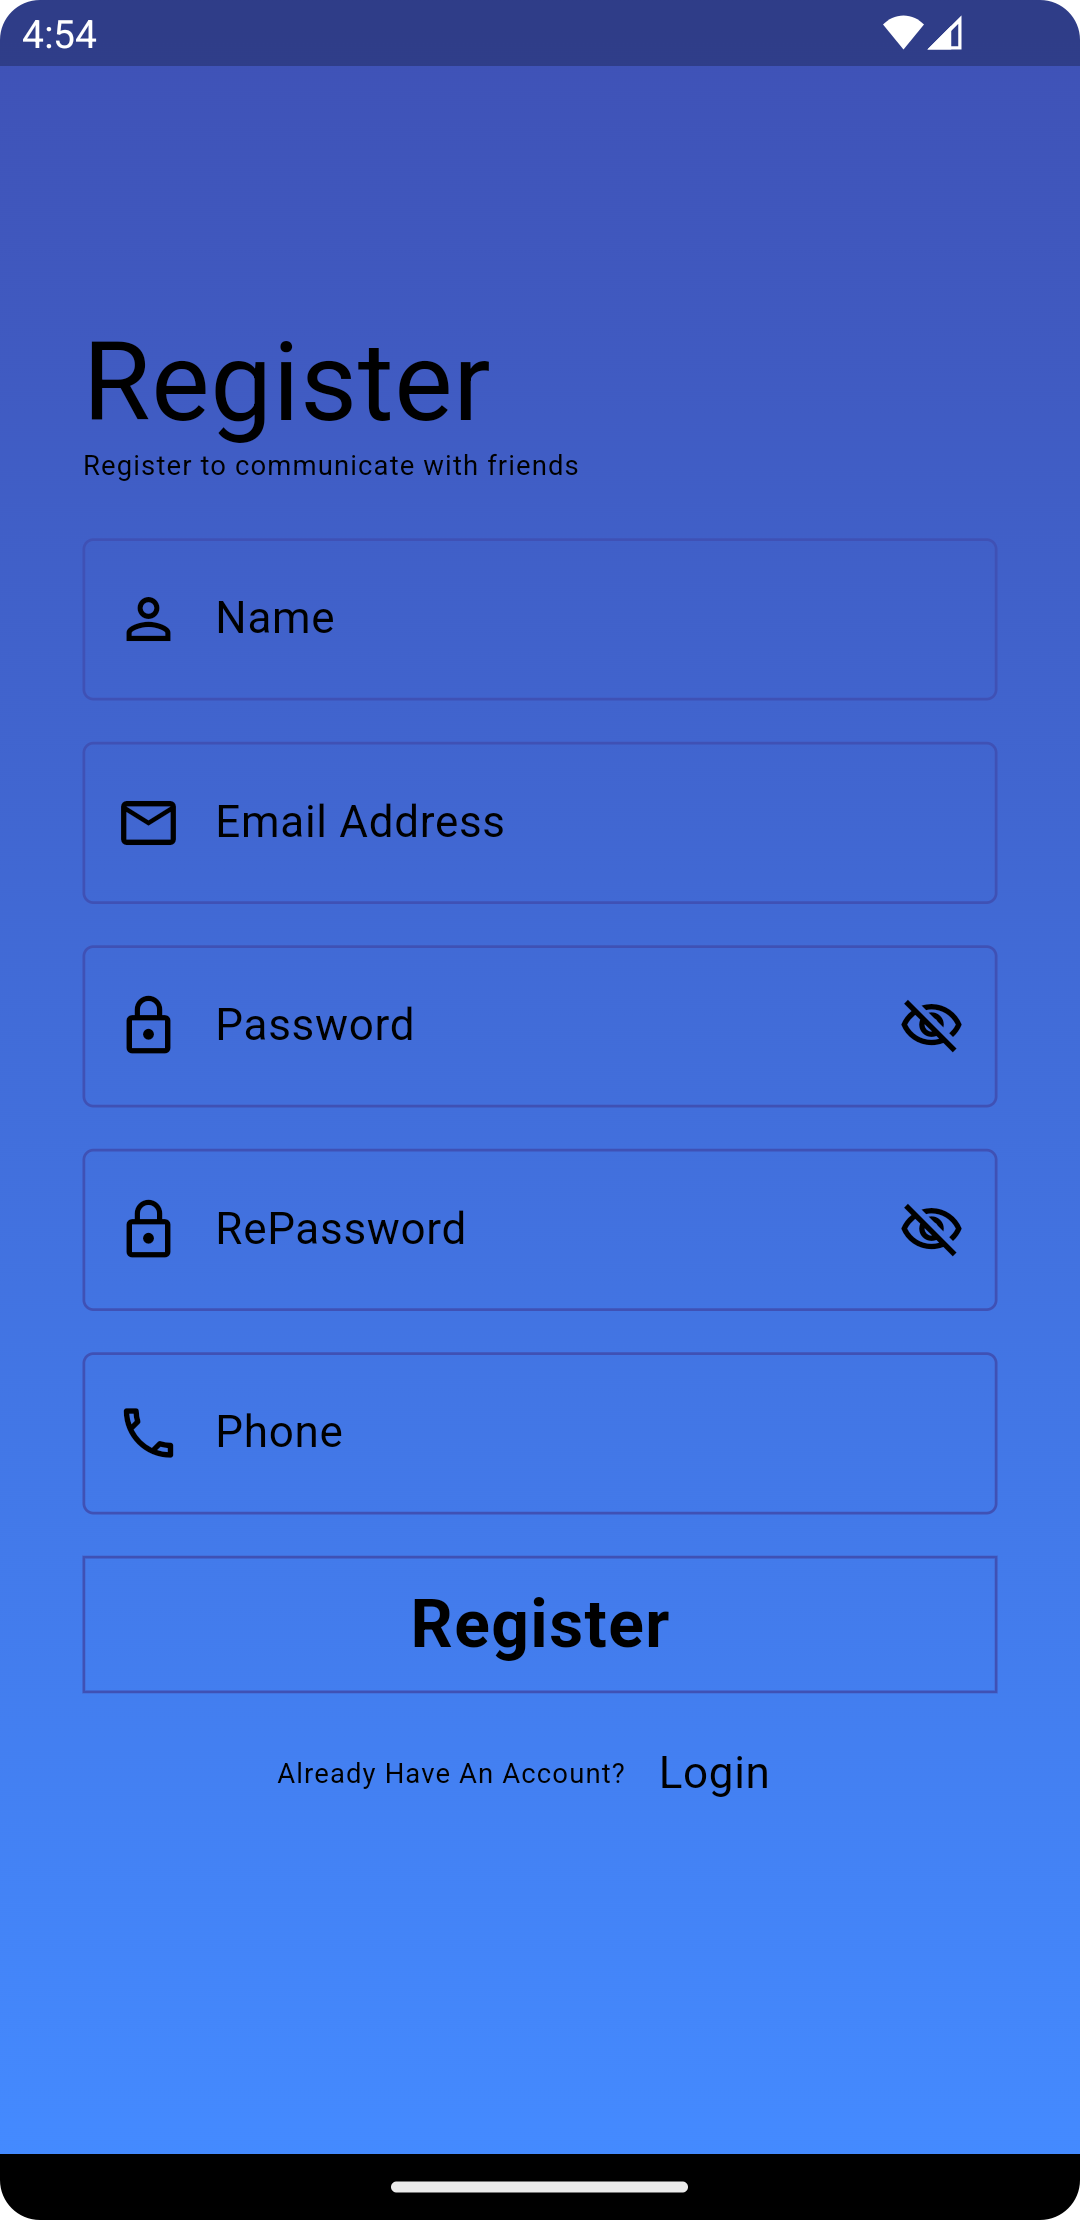 4:54
Register
Register to communicate with friends
Name
Email Address
Password
RePassword
Phone
Register
Already Have An Account? Login